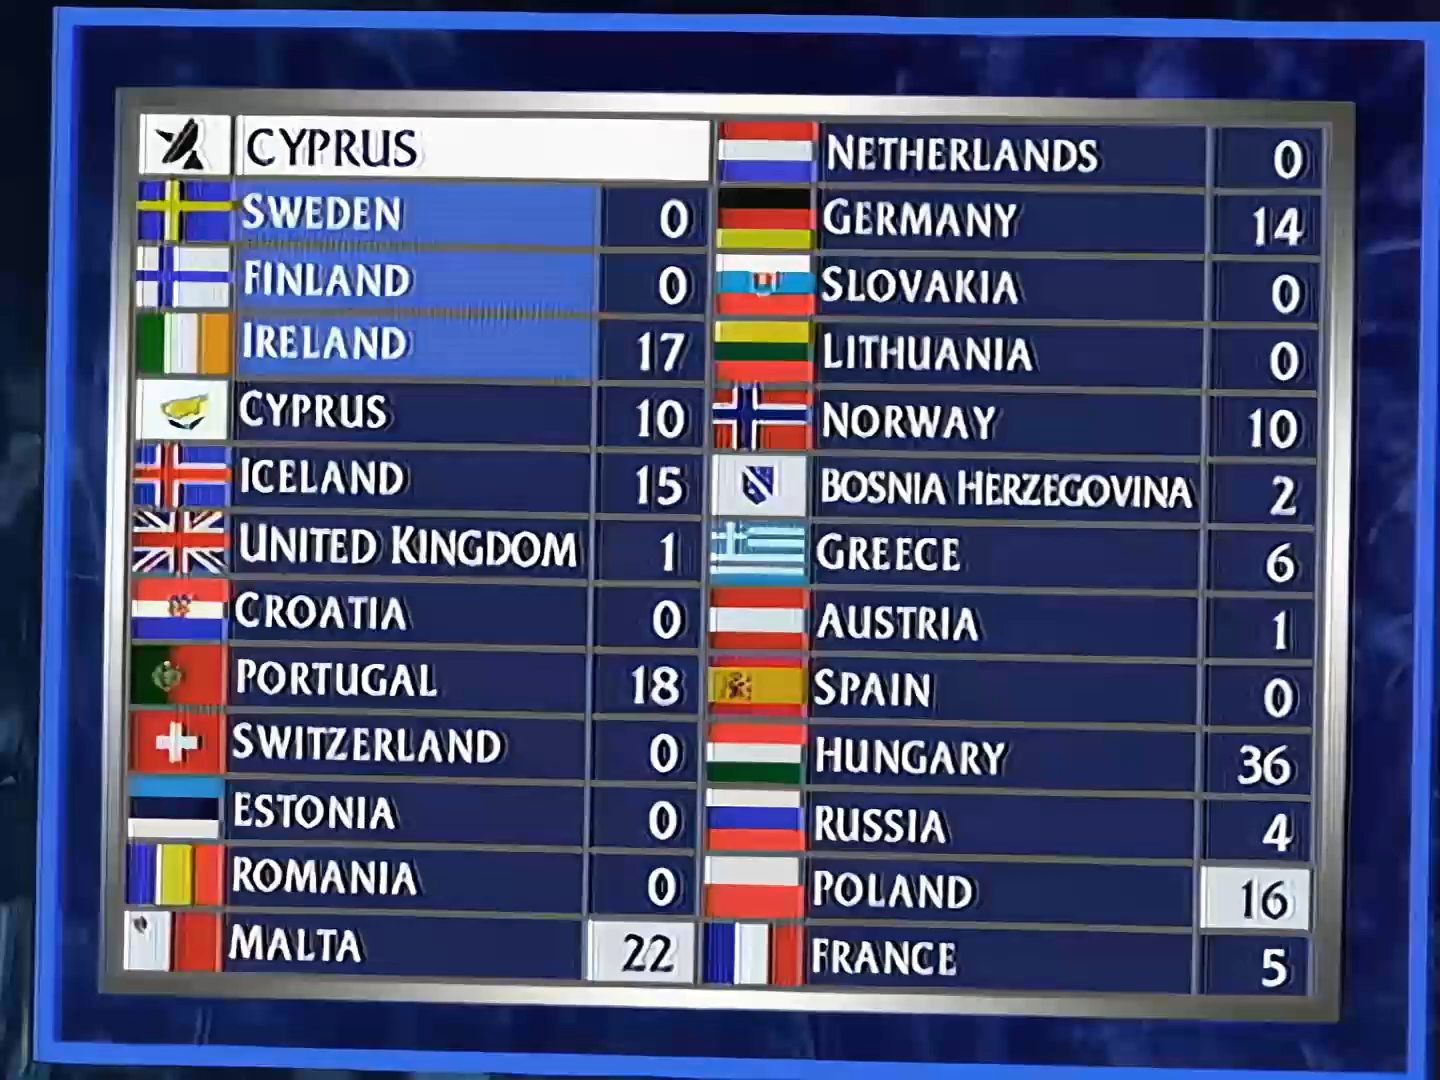 CYPRUS
SWEDEN 0
FINLAND 0
IRELAND 17
CYPRUS 10
ICELAND 15
UNITED KINGDOM 1
CROATIA 0
PORTUGAL 18
SWITZERLAND 0
ESTONIA 0
ROMANIA 0
MALTA 22
NETHERLANDS 0
GERMANY 14
SLOVAKIA 0
LITHUANIA 0
NORWAY 10
BOSNIA HERZEGOVINA 2
GREECE 6
AUSTRIA 1
SPAIN 0
HUNGARY 36
RUSSIA 4
POLAND 16
FRANCE 5